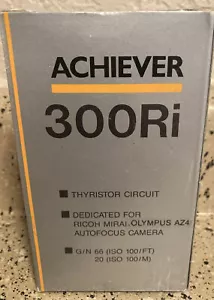 ACHIEVER
300Ri
THYRISTOR CIRCUIT
DEDICATED FOR
RICOH MIRAI, OLYMPUS AZ4
AUTOFOCUS CAMERA
G/N 66 (ISO 100/FT)
20 (ISO 100/M)